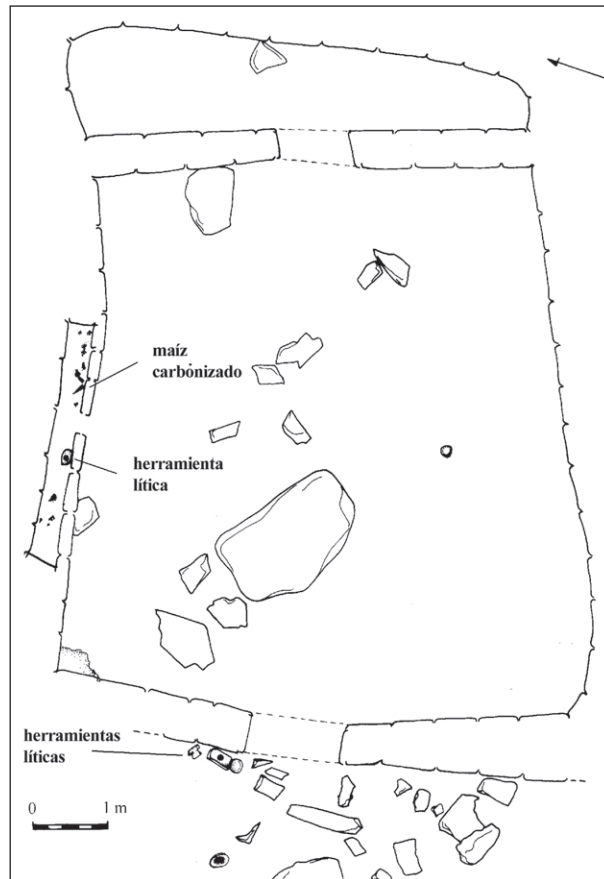 maíz
carbonizado
herramienta
lítica
herramientas
líticas
0 1 m